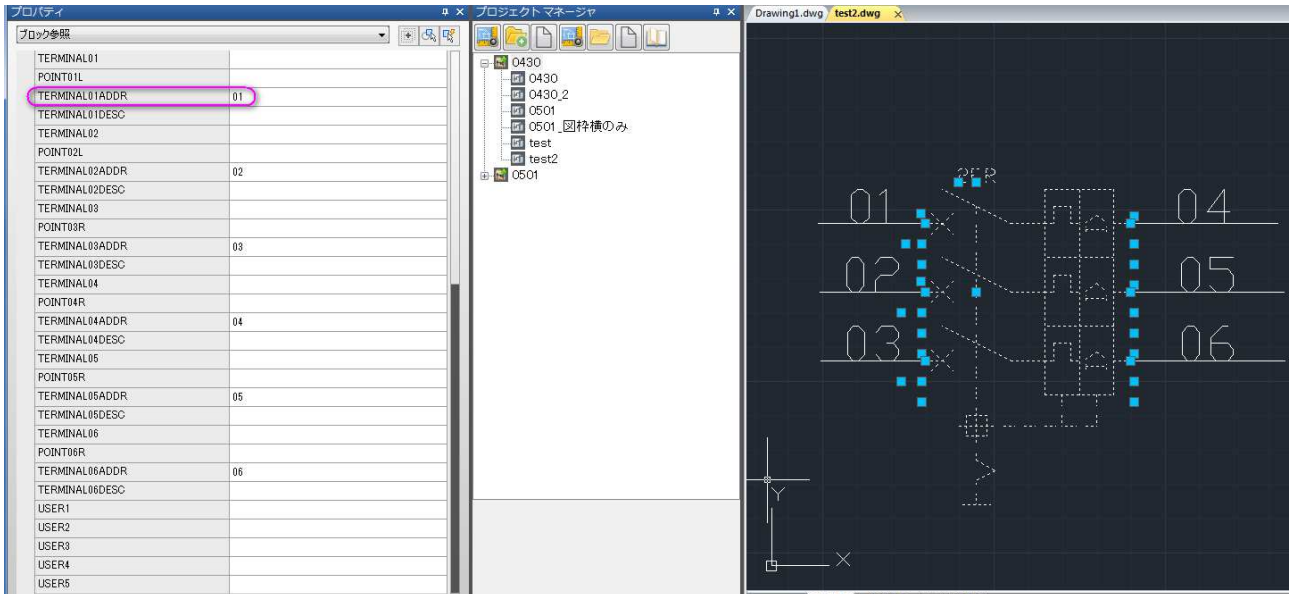 プロパティ
ブロック参照
TERMINAL01
POINT01L
TERMINAL01ADDR 01
TERMINAL01DESC
TERMINAL02
POINT02L
TERMINAL02ADDR 02
TERMINAL02DESC
TERMINAL03
POINT03R
TERMINAL03ADDR 03
TERMINAL03DESC
TERMINAL04
POINT04R
TERMINAL04ADDR 04
TERMINAL04DESC
TERMINAL05
POINT05R
TERMINAL05ADDR 05
TERMINAL05DESC
TERMINAL06
POINT06R
TERMINAL06ADDR 06
TERMINAL06DESC
USER1
USER2
USER3
USER4
USER5
プロジェクト マネージャ
0430
0430
0430_2
0501
0501_図枠横のみ
test
test2
0501
Drawing1.dwg test2.dwg
01 04
02 05
03 06
Y
X